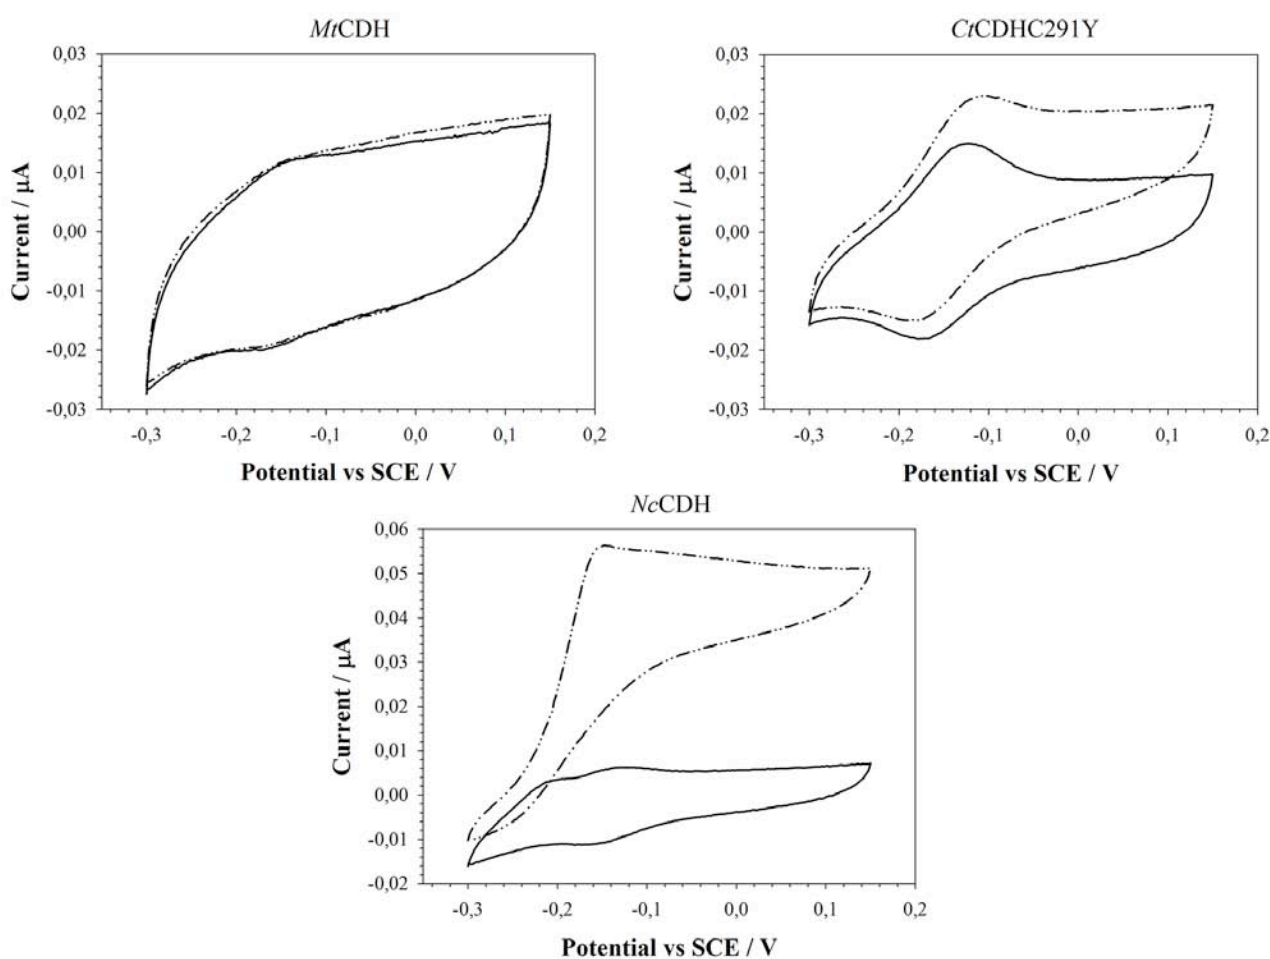 MtCDH
0,03
0,02
0,01
0,00
-0,01
-0,02
-0,03
Current / µA
-0,3 -0,2 -0,1 0,0 0,1 0,2
Potential vs SCE / V
CtCDHC291Y
0,03
0,02
0,01
0,00
-0,01
-0,02
-0,03
Current / µA
-0,3 -0,2 -0,1 0,0 0,1 0,2
Potential vs SCE / V
NcCDH
0,06
0,05
0,04
0,03
0,02
0,01
0,00
-0,01
-0,02
Current / µA
-0,3 -0,2 -0,1 0,0 0,1 0,2
Potential vs SCE / V